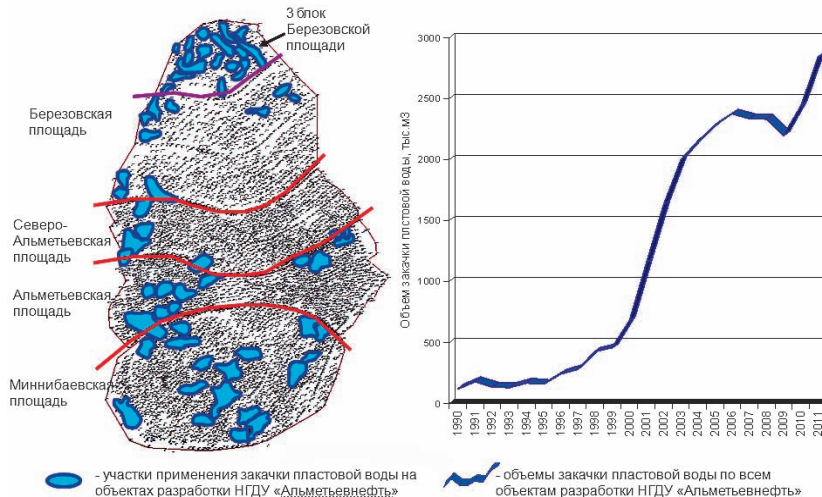 3 блок
Березовской
площади
Березовская
площадь
Северо-
Альметьевская
площадь
Альметьевская
площадь
Миннибаевская
площадь
Объем закачки пластовой воды, тыс.м3
3000
2500
2000
1500
1000
500
0
1990
1991
1992
1993
1994
1995
1996
1997
1998
1999
2000
2001
2002
2003
2004
2005
2006
2007
2008
2009
2010
2011
- участки применения закачки пластовой воды на
объектах разработки НГДУ «Альметьевнефть»
- объемы закачки пластовой воды по всем
объектам разработки НГДУ «Альметьевнефть»